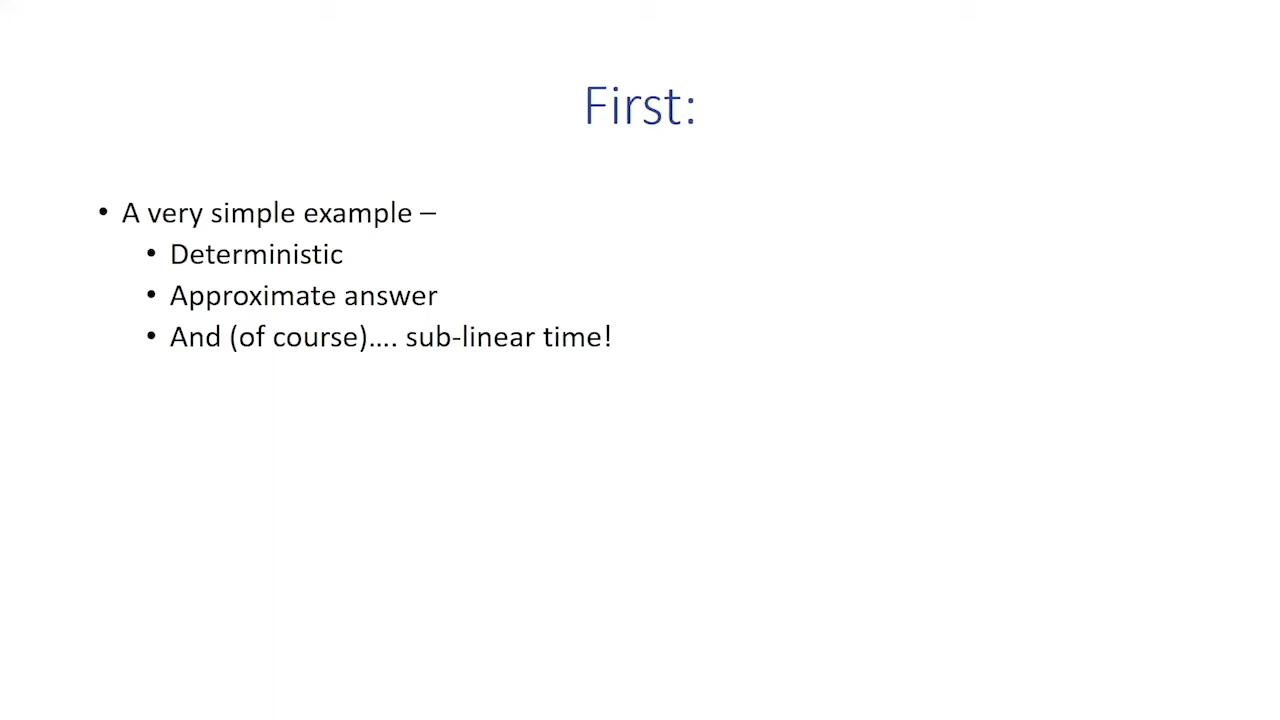 First:
• A very simple example –
• Deterministic
• Approximate answer
• And (of course)…. sub-linear time!